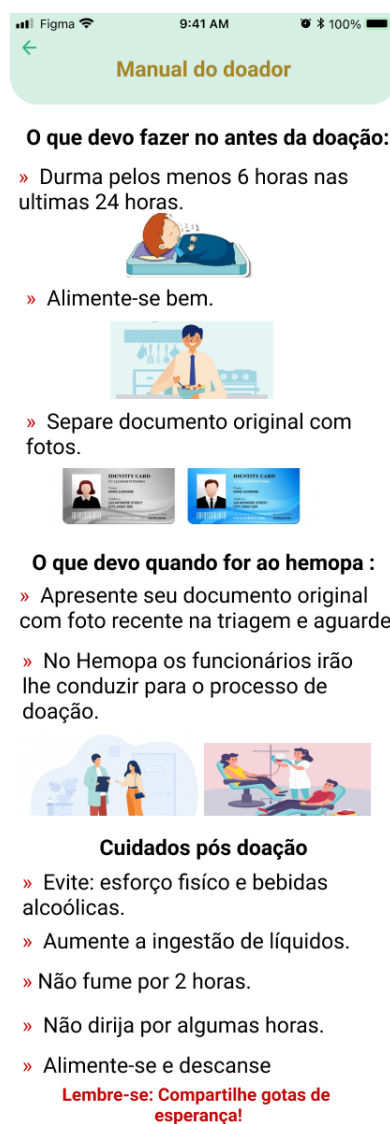 Figma 9:41 AM 100%
Manual do doador
O que devo fazer no antes da doação:
» Durma pelos menos 6 horas nas
ultimas 24 horas.
» Alimente-se bem.
» Separe documento original com
fotos.
IDENTITY CARD
IDENTITY CARD
O que devo quando for ao hemopa :
» Apresente seu documento original
com foto recente na triagem e aguarde
» No Hemopa os funcionários irão
lhe conduzir para o processo de
doação.
Cuidados pós doação
» Evite: esforço fisíco e bebidas
alcoólicas.
» Aumente a ingestão de líquidos.
» Não fume por 2 horas.
» Não dirija por algumas horas.
» Alimente-se e descanse
Lembre-se: Compartilhe gotas de
esperança!